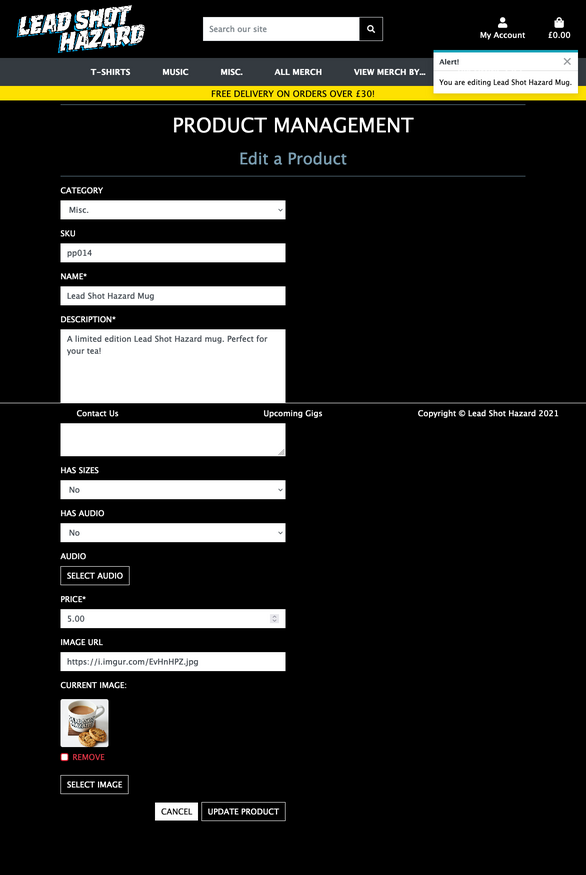 LEAD SHOT
HAZARD
Search our site
My Account
£0.00
T-SHIRTS MUSIC MISC. ALL MERCH VIEW MERCH BY...
Alert!
You are editing Lead Shot Hazard Mug.
FREE DELIVERY ON ORDERS OVER £30!
PRODUCT MANAGEMENT
Edit a Product
CATEGORY
Misc.
SKU
pp014
NAME*
Lead Shot Hazard Mug
DESCRIPTION*
A limited edition Lead Shot Hazard mug. Perfect for
your tea!
Contact Us Upcoming Gigs Copyright © Lead Shot Hazard 2021
HAS SIZES
No
HAS AUDIO
No
AUDIO
SELECT AUDIO
PRICE*
5.00
IMAGE URL
https://i.imgur.com/EvHnHPZ.jpg
CURRENT IMAGE:
REMOVE
SELECT IMAGE
CANCEL UPDATE PRODUCT